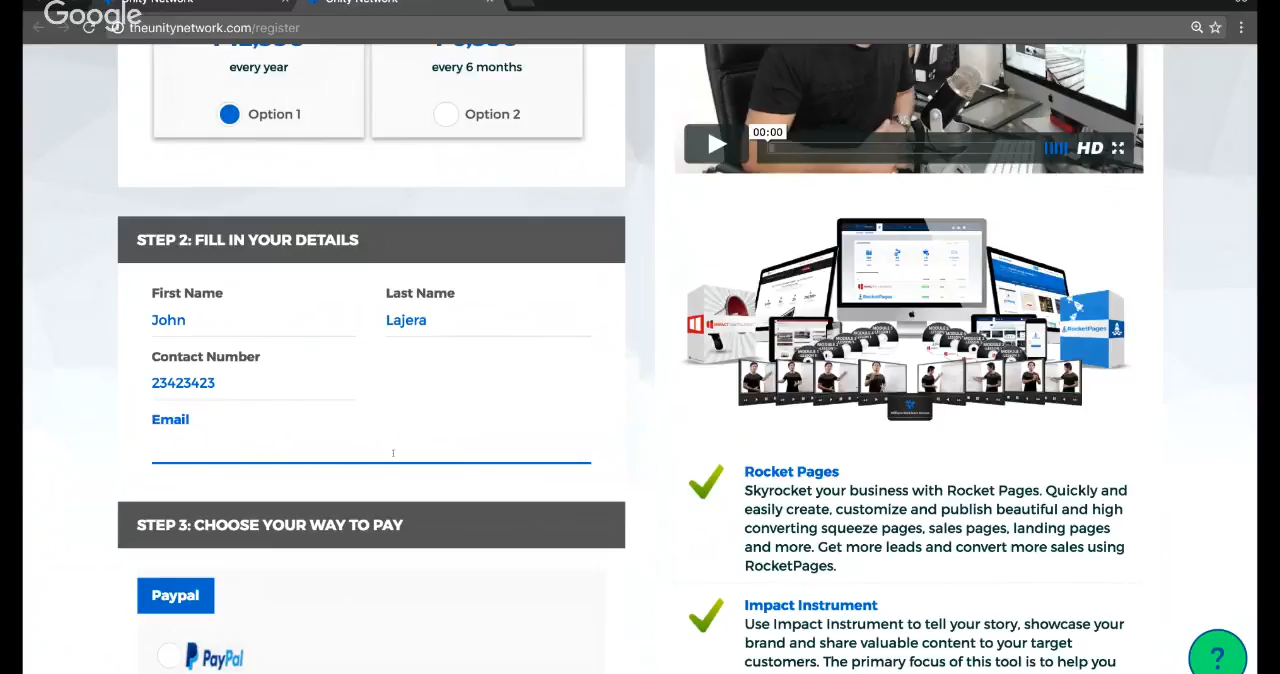 Google
theunitynetwork.com/register
every year
every 6 months
Option 1
Option 2
STEP 2: FILL IN YOUR DETAILS
First Name
Last Name
John
Lajera
Contact Number
23423423
Email
STEP 3: CHOOSE YOUR WAY TO PAY
Paypal
PayPal
00:00
HD
RocketPages
RocketPages
Rocket Pages
Skyrocket your business with Rocket Pages. Quickly and
easily create, customize and publish beautiful and high
converting squeeze pages, sales pages, landing pages
and more. Get more leads and convert more sales using
RocketPages.
Impact Instrument
Use Impact Instrument to tell your story, showcase your
brand and share valuable content to your target
customers. The primary focus of this tool is to help you
?